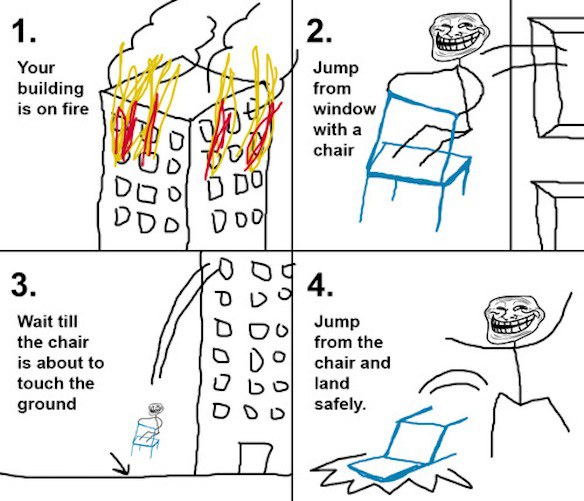 1.
Your
building
is on fire
2.
Jump
from
window
with a
chair
3.
Wait till
the chair
is about to
touch the
ground
4.
Jump
from the
chair and
land
safely.